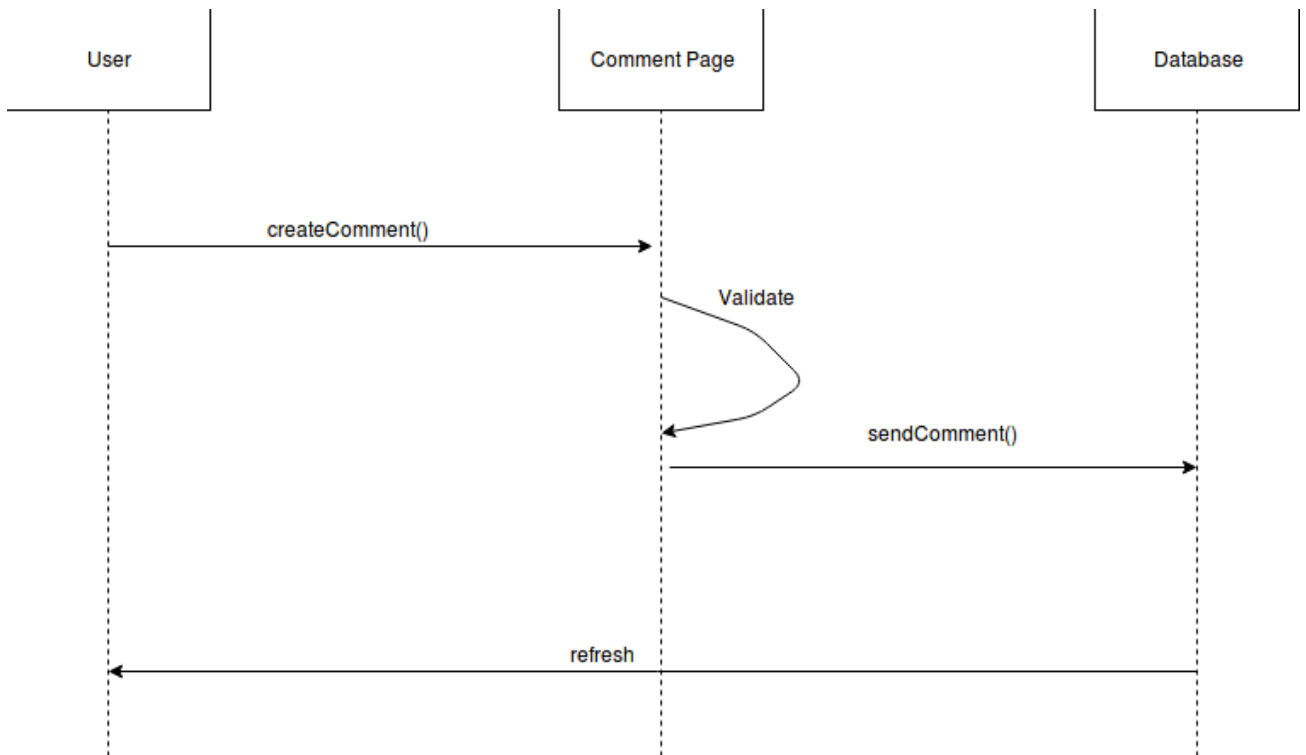 User
Comment Page
Database
createComment()
Validate
sendComment()
refresh